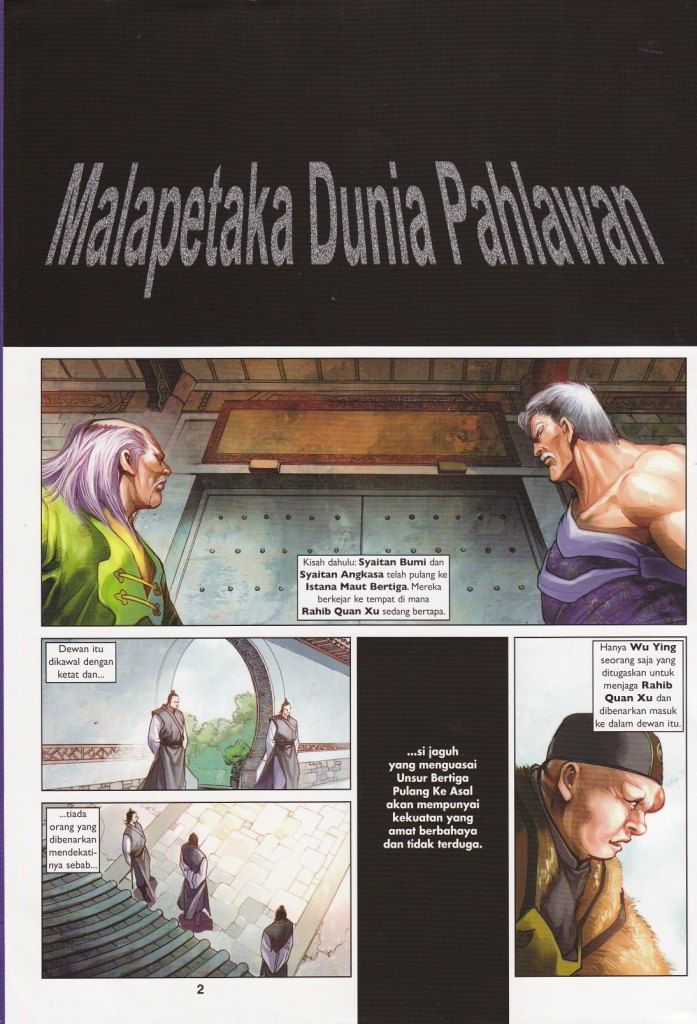 Malapetaka Dunia Pahlawan
Kisah dahulu: Syaitan Bumi dan
Syaitan Angkasa telah pulang ke
Istana Maut Bertiga. Mereka
berkejar ke tempat di mana
Rahib Quan Xu sedang bertapa.
Dewan itu
dikawal dengan
ketat dan...
...tiada
orang yang
dibenarkan
mendekati-
nya sebab...
...si jaguh
yang menguasai
Unsur Bertiga
Pulang Ke Asal
akan mempunyai
kekuatan yang
amat berbahaya
dan tidak terduga.
Hanya Wu Ying
seorang saja yang
ditugaskan untuk
menjaga Rahib
Quan Xu dan
dibenarkan masuk
ke dalam dewan itu.
2